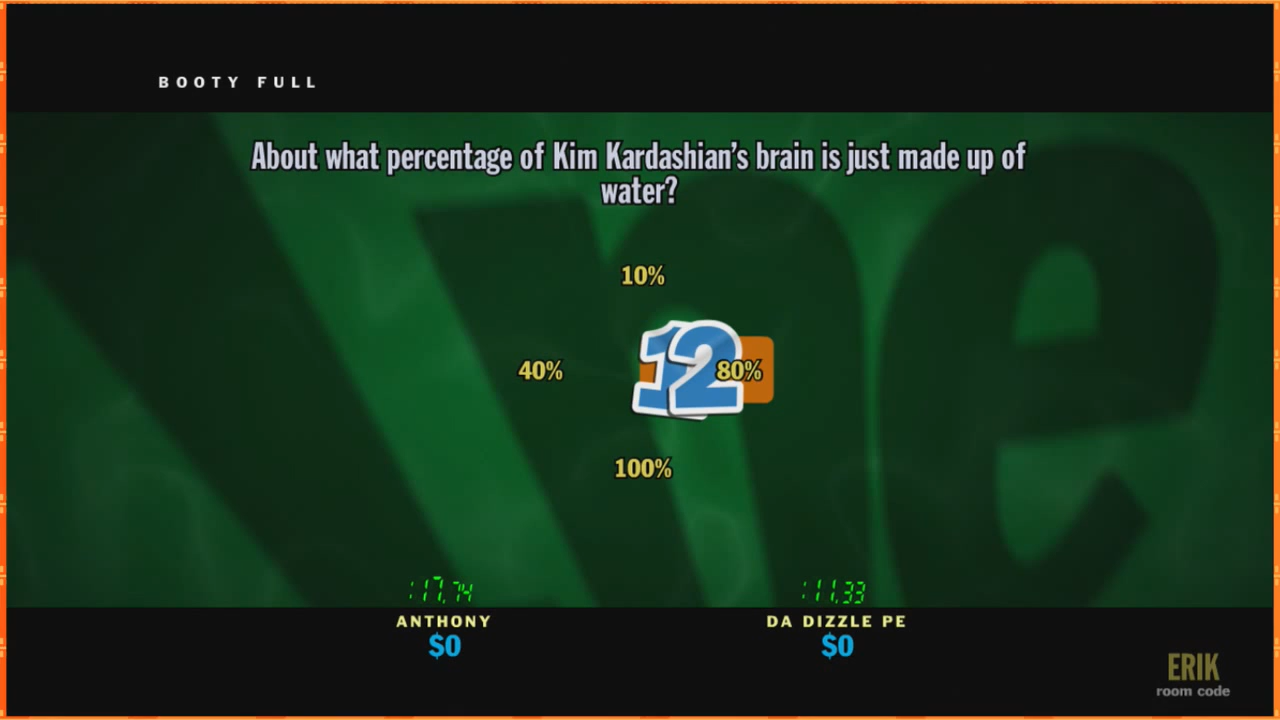 BOOTY FULL
About what percentage of Kim Kardashian's brain is just made up of
water?
10%
40%
12
80%
100%
:17.74
:11.33
ANTHONY
DA DIZZLE PE
$0
$0
ERIK
room code